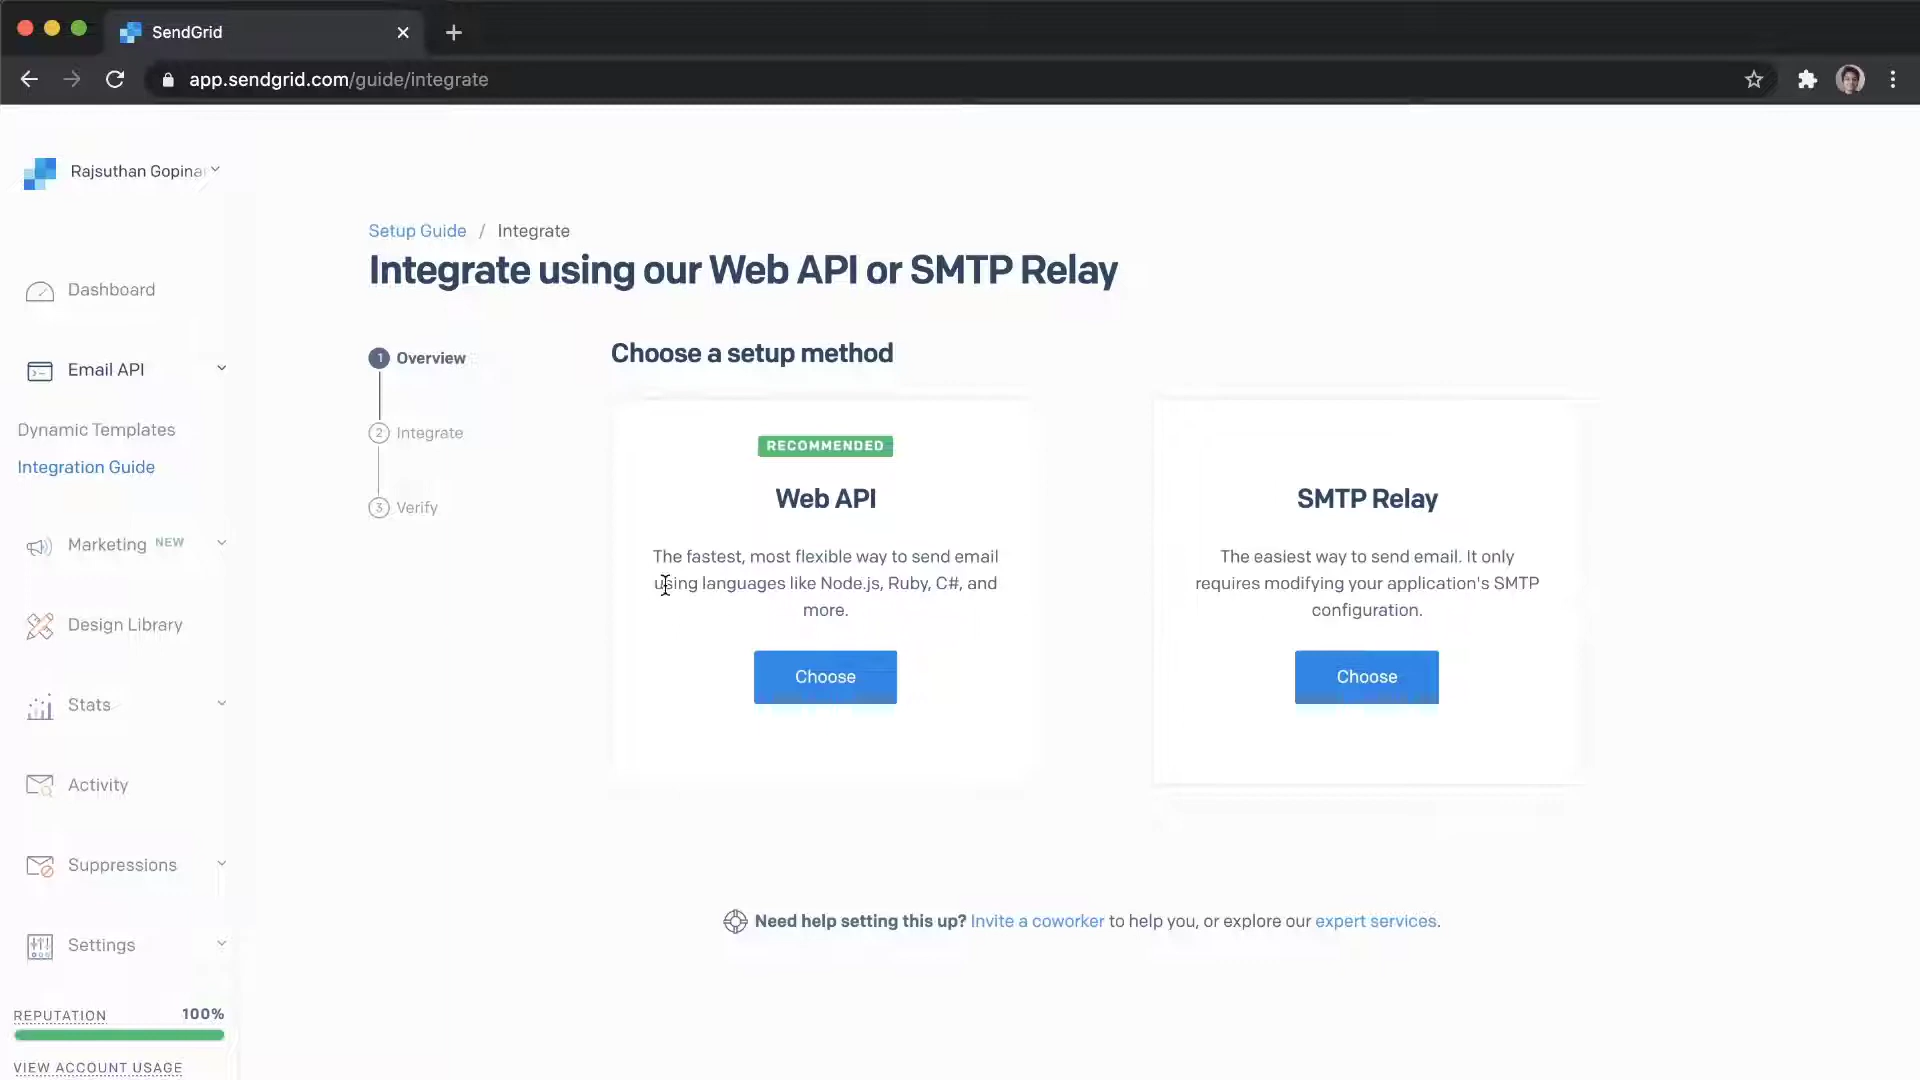 SendGrid
app.sendgrid.com/guide/integrate
Rajsuthan Gopina
Dashboard
Email API
Dynamic Templates
Integration Guide
Marketing NEW
Design Library
Stats
Activity
Suppressions
Settings
REPUTATION 100%
VIEW ACCOUNT USAGE
Setup Guide / Integrate
Integrate using our Web API or SMTP Relay
1 Overview
2 Integrate
3 Verify
Choose a setup method
RECOMMENDED
Web API
The fastest, most flexible way to send email
using languages like Node.js, Ruby, C#, and
more.
Choose
SMTP Relay
The easiest way to send email. It only
requires modifying your application's SMTP
configuration.
Choose
Need help setting this up? Invite a coworker to help you, or explore our expert services.